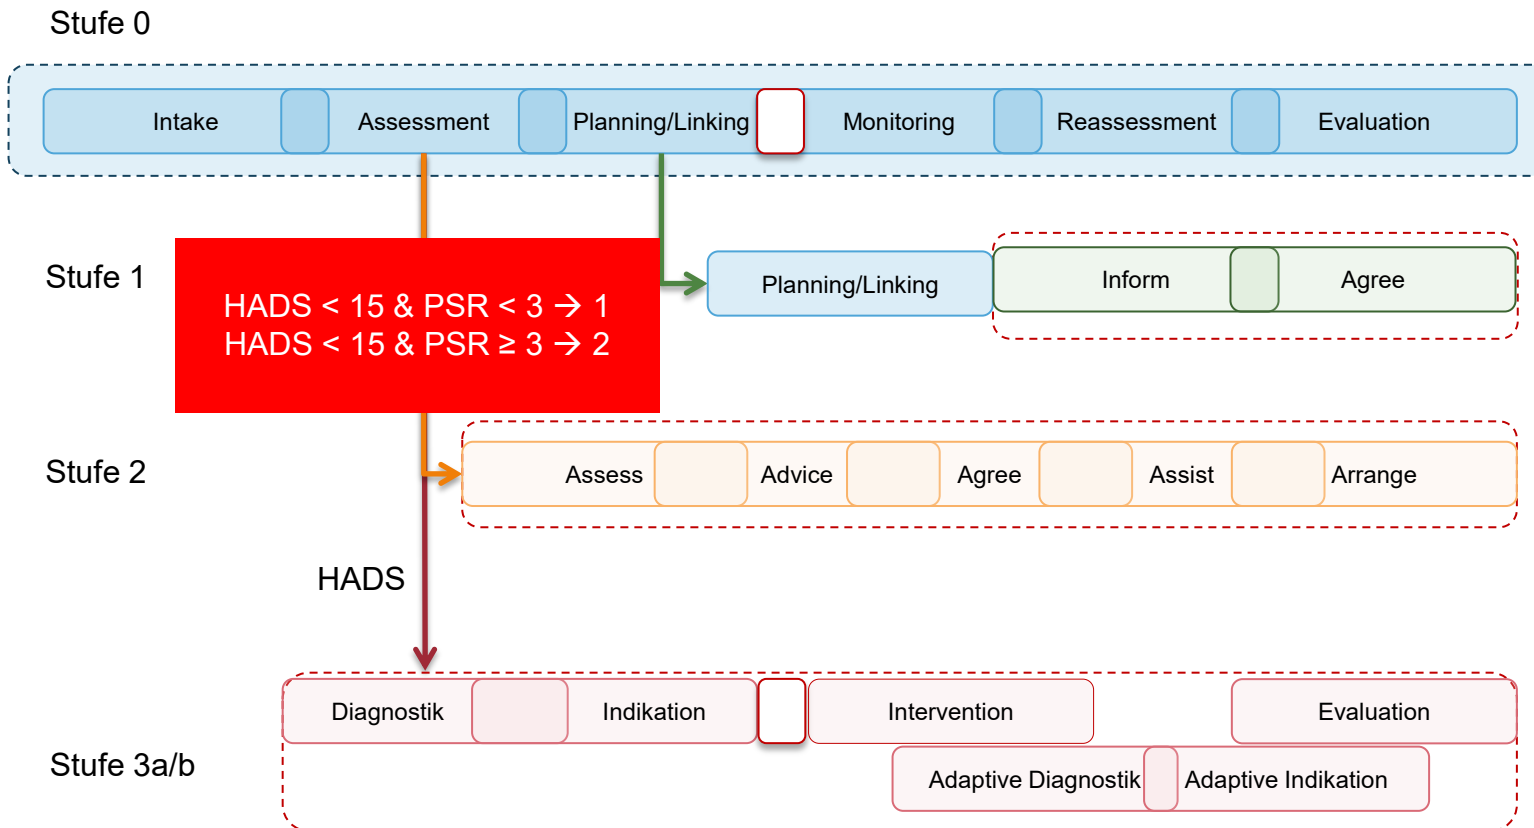 Stufe 0
Intake
Assessment
Planning/Linking
Monitoring
Reassessment
Evaluation
Stufe 1
HADS < 15 & PSR < 3 → 1
HADS < 15 & PSR ≥ 3 → 2
Planning/Linking
Inform
Agree
Stufe 2
Assess
Advice
Agree
Assist
Arrange
HADS
Diagnostik
Indikation
Intervention
Evaluation
Stufe 3a/b
Adaptive Diagnostik
Adaptive Indikation